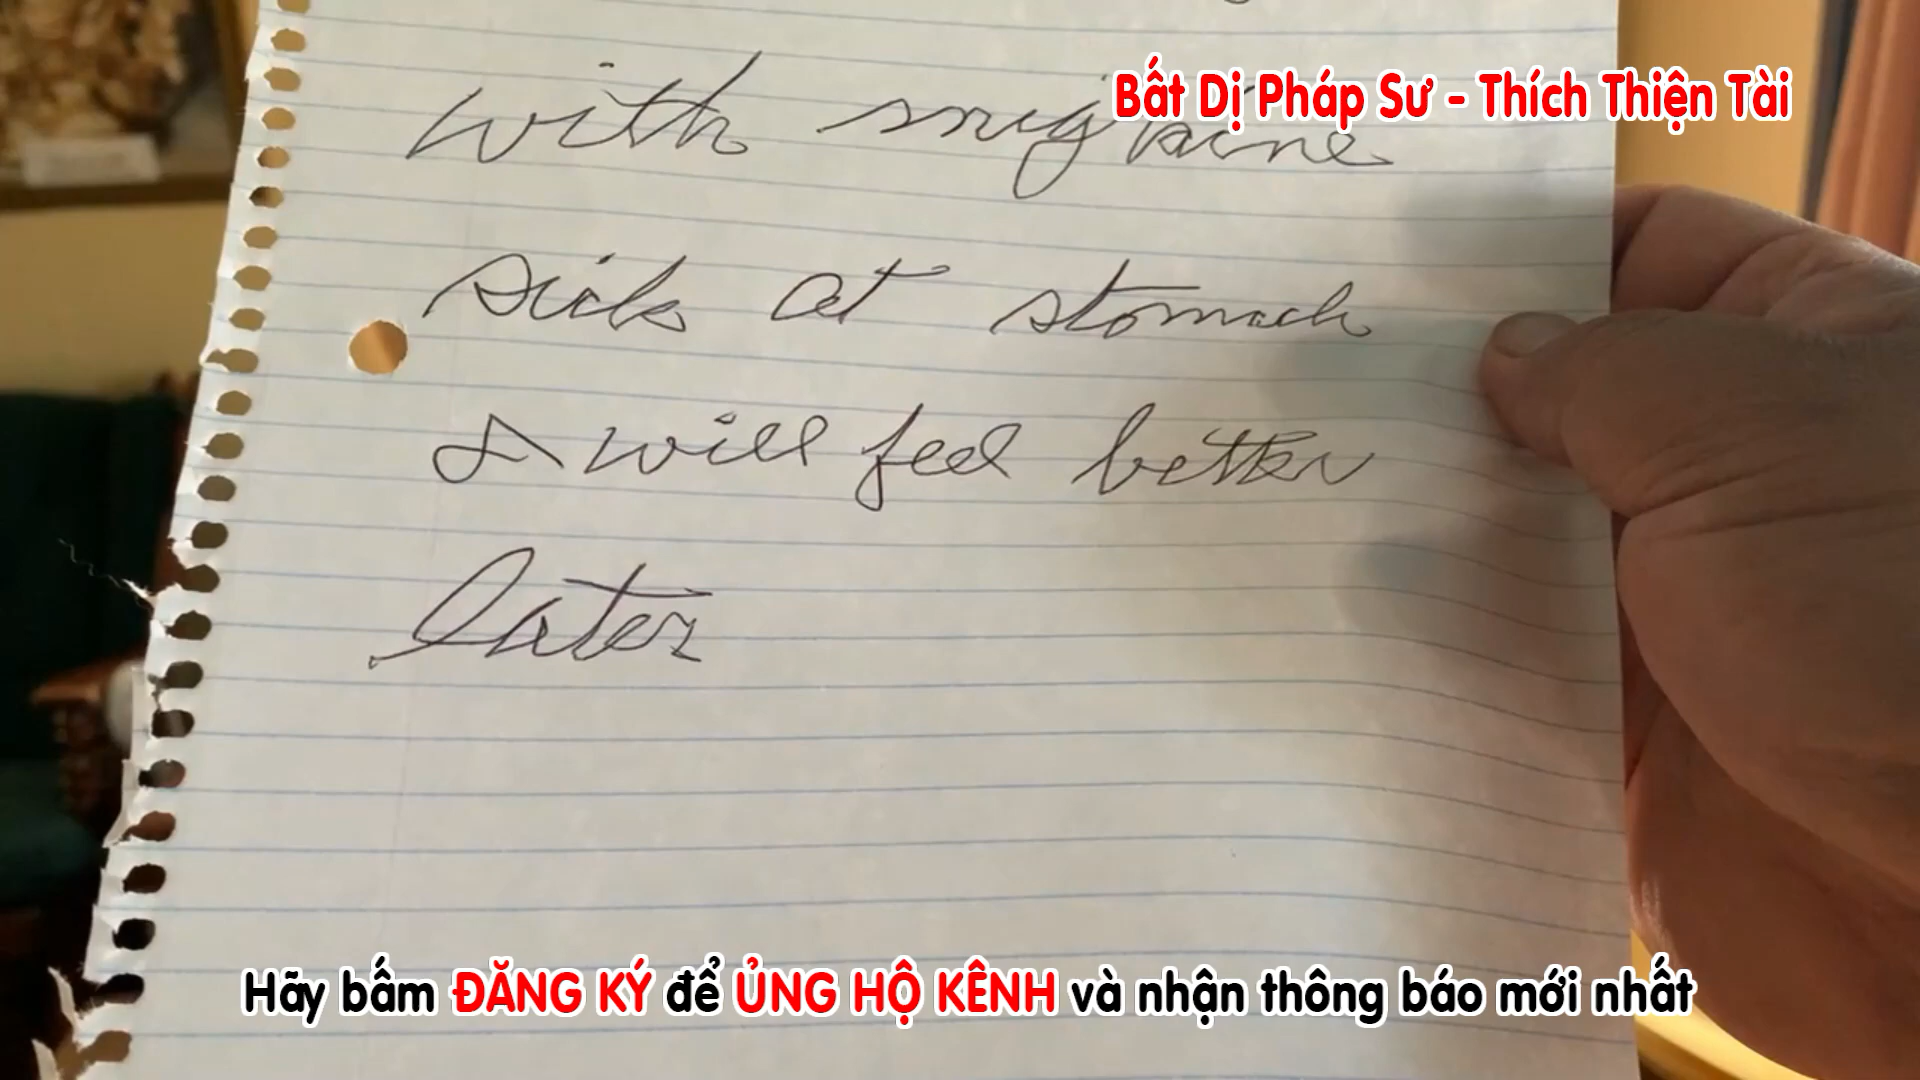 Bất Dị Pháp Sư - Thích Thiện Tài
with
sick at stomach
& will feel better
later
Hãy bấm ĐĂNG KÝ để ỦNG HỘ KÊNH và nhận thông báo mới nhất